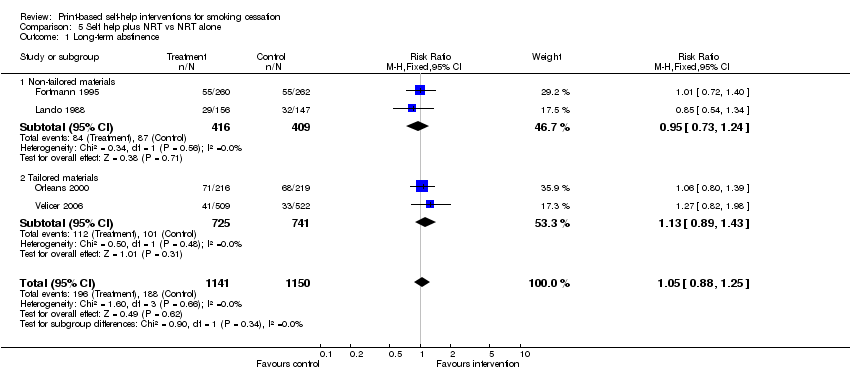 Review: Print-based self-help interventions for smoking cessation
Comparison: 5 Self help plus NRT vs NRT alone
Outcome: 1 Long-term abstinence
Study or subgroup Treatment Control Risk Ratio Weight Risk Ratio
n/N n/N M-H,Fixed,95% CI M-H,Fixed,95% CI
1 Non-tailored materials
Fortmann 1995 55/260 55/262 29.2 % 1.01 [ 0.72, 1.40 ]
Lando 1988 29/156 32/147 17.5 % 0.85 [ 0.54, 1.34 ]
Subtotal (95% CI) 416 409 46.7 % 0.95 [ 0.73, 1.24 ]
Total events: 84 (Treatment), 87 (Control)
Heterogeneity: Chi² = 0.34, df = 1 (P = 0.56); I² =0.0%
Test for overall effect: Z = 0.38 (P = 0.71)
2 Tailored materials
Orleans 2000 71/216 68/219 35.9 % 1.06 [ 0.80, 1.39 ]
Velicer 2006 41/509 33/522 17.3 % 1.27 [ 0.82, 1.98 ]
Subtotal (95% CI) 725 741 53.3 % 1.13 [ 0.89, 1.43 ]
Total events: 112 (Treatment), 101 (Control)
Heterogeneity: Chi² = 0.50, df = 1 (P = 0.48); I² =0.0%
Test for overall effect: Z = 1.01 (P = 0.31)
Total (95% CI) 1141 1150 100.0 % 1.05 [ 0.88, 1.25 ]
Total events: 196 (Treatment), 188 (Control)
Heterogeneity: Chi² = 1.60, df = 3 (P = 0.66); I² =0.0%
Test for overall effect: Z = 0.49 (P = 0.62)
Test for subgroup differences: Chi² = 0.90, df = 1 (P = 0.34), I² =0.0%
0.1 0.2 0.5 1 2 5 10
Favours control Favours intervention